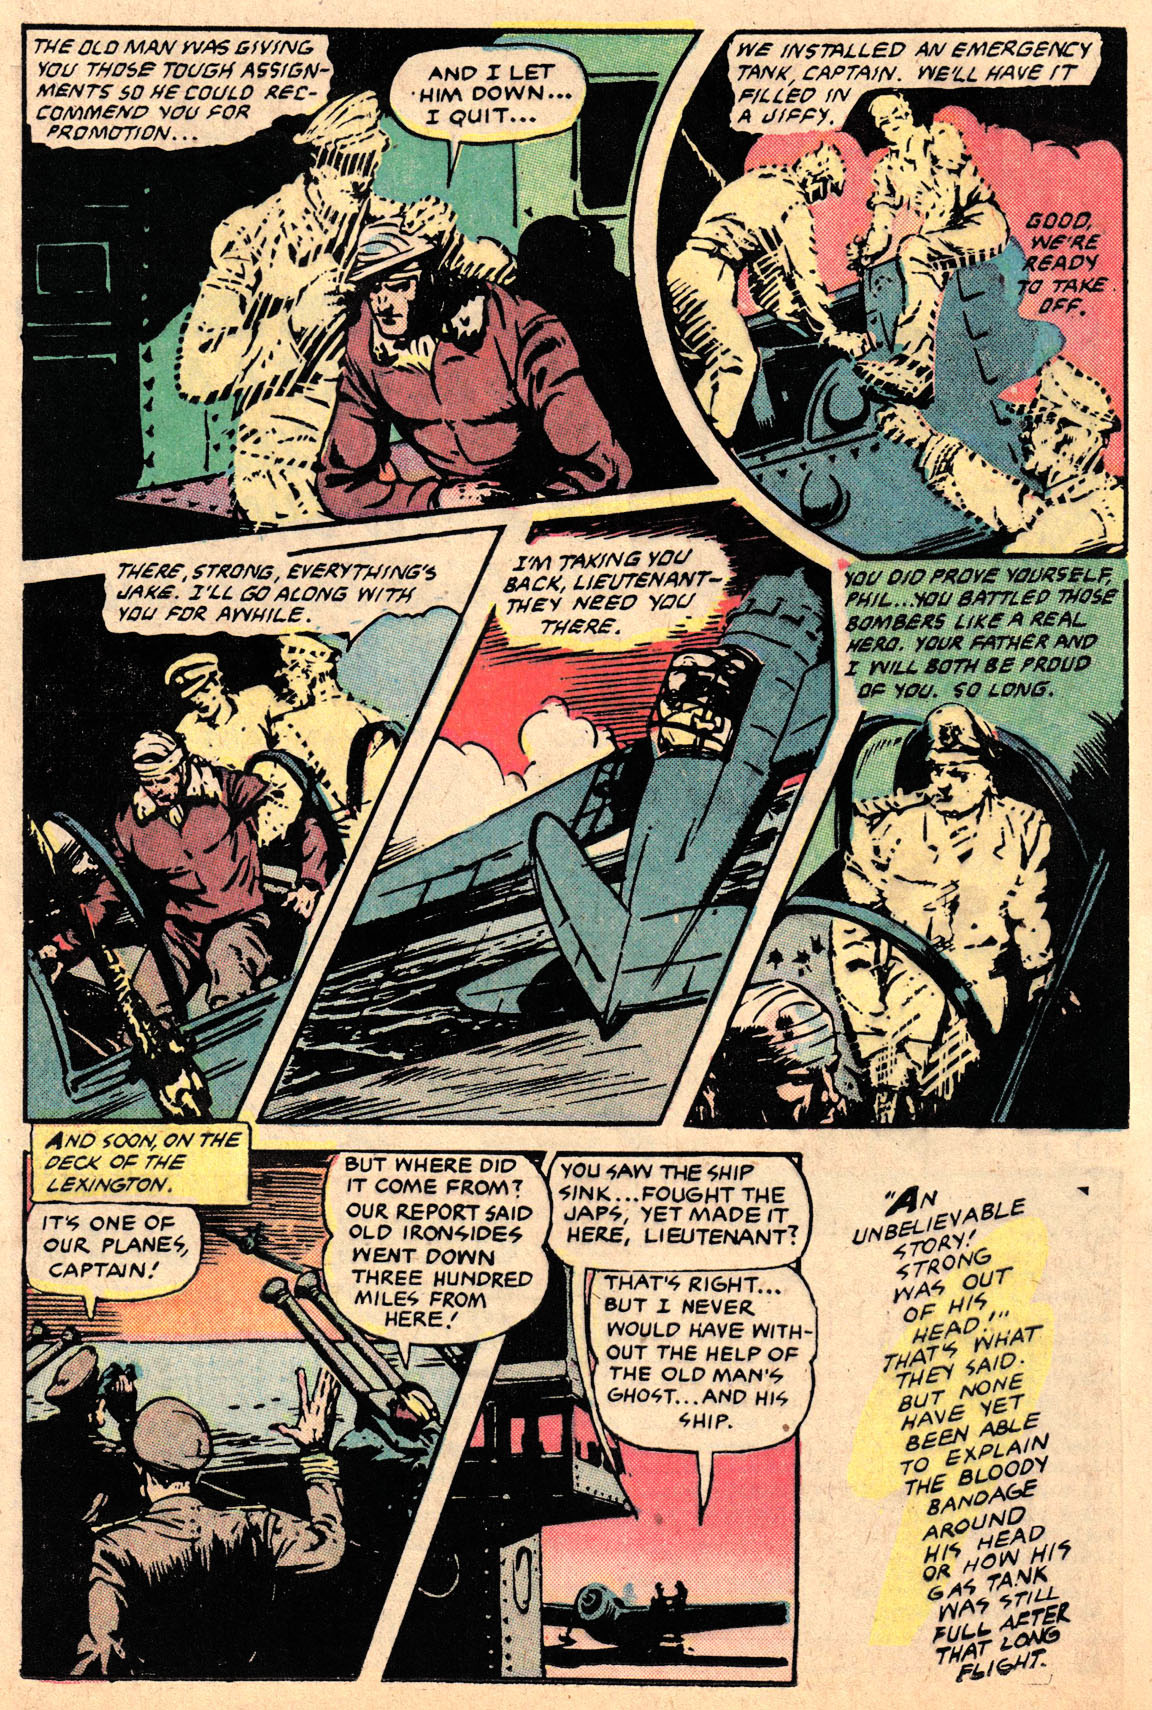 THE OLD MAN WAS GIVING
YOU THOSE TOUGH ASSIGN-
MENTS SO HE COULD REC-
COMMEND YOU FOR
PROMOTION...
AND I LET
HIM DOWN...
I QUIT...
WE INSTALLED AN EMERGENCY
TANK, CAPTAIN. WE'LL HAVE IT
FILLED IN
A JIFFY.
GOOD,
WE'RE
READY
TO TAKE
OFF.
THERE, STRONG, EVERYTHING'S
JAKE. I'LL GO ALONG WITH
YOU FOR AWHILE.
I'M TAKING YOU
BACK, LIEUTENANT—
THEY NEED YOU
THERE.
YOU DID PROVE YOURSELF,
PHIL...YOU BATTLED THOSE
BOMBERS LIKE A REAL
HERO. YOUR FATHER AND
I WILL BOTH BE PROUD
OF YOU. SO LONG.
AND SOON, ON THE
DECK OF THE
LEXINGTON.
IT'S ONE OF
OUR PLANES,
CAPTAIN!
BUT WHERE DID
IT COME FROM?
OUR REPORT SAID
OLD IRONSIDES
WENT DOWN
THREE HUNDRED
MILES FROM
HERE!
YOU SAW THE SHIP
SINK...FOUGHT THE
JAPS, YET MADE IT
HERE, LIEUTENANT?
THAT'S RIGHT...
BUT I NEVER
WOULD HAVE WITH-
OUT THE HELP OF
THE OLD MAN'S
GHOST...AND HIS
SHIP.
"AN
UNBELIEVABLE
STORY!
STRONG
WAS OUT
OF HIS
HEAD!...
THAT'S WHAT
THEY SAID.
BUT NONE
HAVE YET
BEEN ABLE
TO EXPLAIN
THE BLOODY
BANDAGE
AROUND
HIS HEAD
OR HOW HIS
GAS TANK
WAS STILL
FULL AFTER
THAT LONG
FLIGHT.